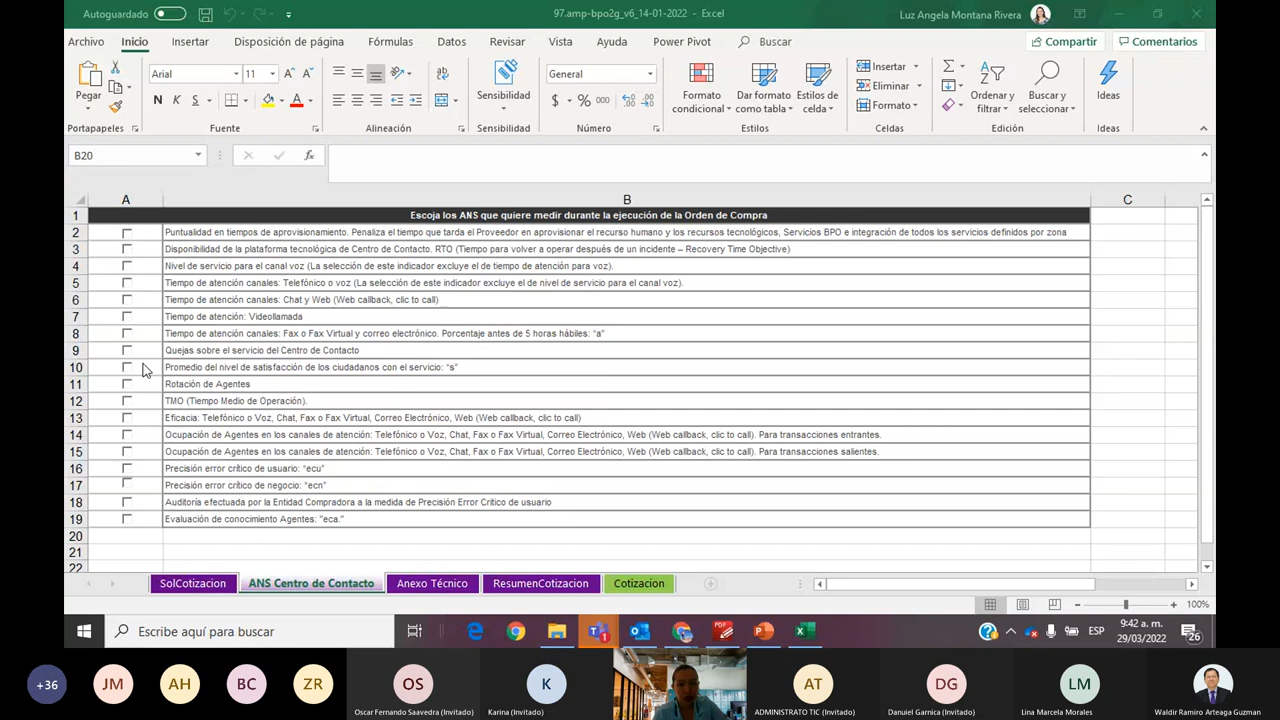 Autoguardado
97.amp-bpo2g_v6_14-01-2022 - Excel
Luz Angela Montana Rivera
Archivo Inicio Insertar Disposición de página Fórmulas Datos Revisar Vista Ayuda Power Pivot Buscar Compartir Comentarios
Pegar
Arial 11
N K S
General
$ % 000
Sensibilidad
Formato condicional
Dar formato como tabla
Estilos de celda
Insertar
Eliminar
Formato
Ordenar y filtrar
Buscar y seleccionar
Ideas
Portapapeles Fuente Alineación Sensibilidad Número Estilos Celdas Edición Ideas
B20 fx
A B C
1 Escoja los ANS que quiere medir durante la ejecución de la Orden de Compra
2 Puntualidad en tiempos de aprovisionamiento. Penaliza el tiempo que tarda el Proveedor en aprovisionar el recurso humano y los recursos tecnológicos, Servicios BPO e integración de todos los servicios definidos por zona
3 Disponibilidad de la plataforma tecnológica de Centro de Contacto. RTO (Tiempo para volver a operar después de un incidente – Recovery Time Objective)
4 Nivel de servicio para el canal voz (La selección de este indicador excluye el de tiempo de atención para voz).
5 Tiempo de atención canales: Telefónico o voz (La selección de este indicador excluye el de nivel de servicio para el canal voz).
6 Tiempo de atención canales: Chat y Web (Web callback, clic to call)
7 Tiempo de atención: Videollamada
8 Tiempo de atención canales: Fax o Fax Virtual y correo electrónico. Porcentaje antes de 5 horas hábiles: “a”
9 Quejas sobre el servicio del Centro de Contacto
10 Promedio del nivel de satisfacción de los ciudadanos con el servicio: “s”
11 Rotación de Agentes
12 TMO (Tiempo Medio de Operación).
13 Eficacia: Telefónico o Voz, Chat, Fax o Fax Virtual, Correo Electrónico, Web (Web callback, clic to call)
14 Ocupación de Agentes en los canales de atención: Telefónico o Voz, Chat, Fax o Fax Virtual, Correo Electrónico, Web (Web callback, clic to call). Para transacciones entrantes.
15 Ocupación de Agentes en los canales de atención: Telefónico o Voz, Chat, Fax o Fax Virtual, Correo Electrónico, Web (Web callback, clic to call). Para transacciones salientes.
16 Precisión error crítico de usuario: “ecu”
17 Precisión error crítico de negocio: “ecn”
18 Auditoría efectuada por la Entidad Compradora a la medida de Precisión Error Critico de usuario
19 Evaluación de conocimiento Agentes: “eca.”
20
21
22
SolCotizacion ANS Centro de Contacto Anexo Técnico ResumenCotizacion Cotizacion
100%
Escribe aquí para buscar
ESP
9:42 a. m.
29/03/2022
26
+36 JM AH BC ZR OS K AT DG LM
Oscar Fernando Saavedra (Invitado) Karina (Invitado) ADMINISTRATO TIC (Invitado) Danuiel Garnica (Invitado) Lina Marcela Morales Waldir Ramiro Arteaga Guzman